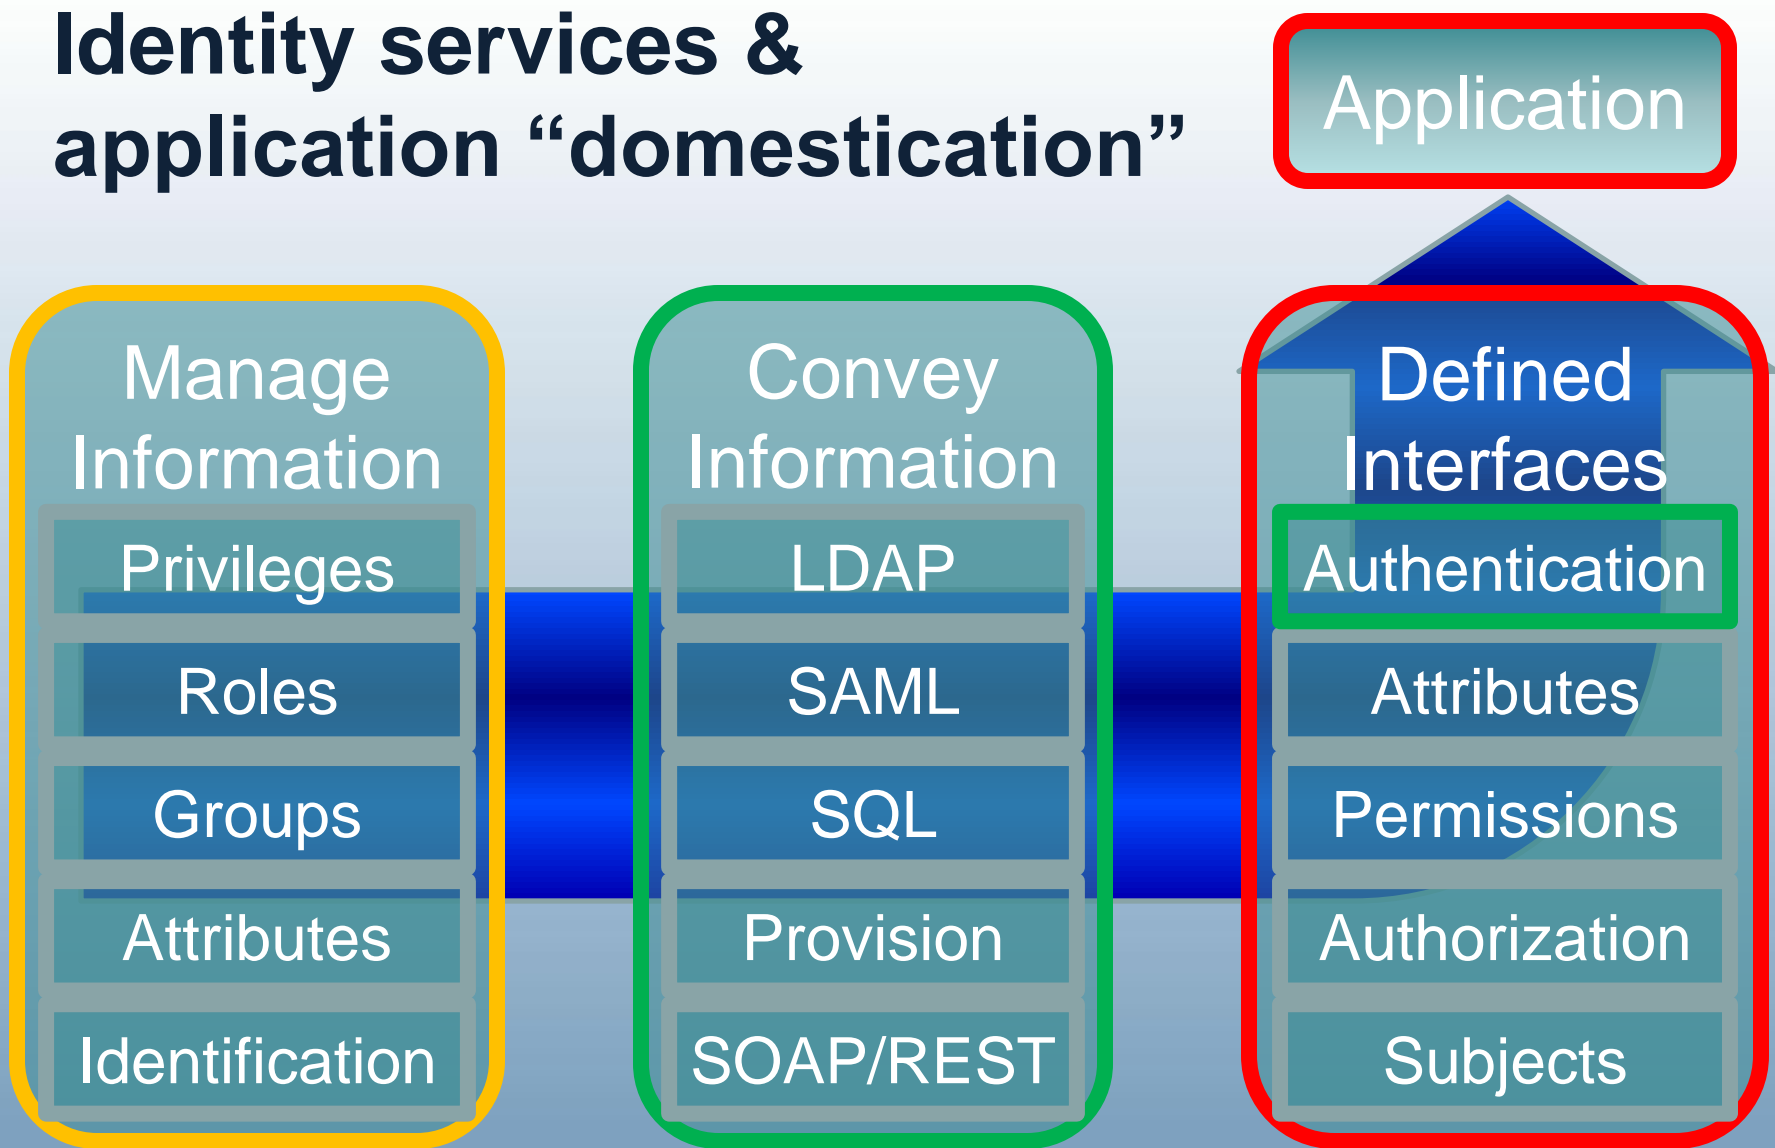 Identity services &
application “domestication”
Application
Manage
Information
Privileges
Roles
Groups
Attributes
Identification
Convey
Information
LDAP
SAML
SQL
Provision
SOAP/REST
Defined
Interfaces
Authentication
Attributes
Permissions
Authorization
Subjects